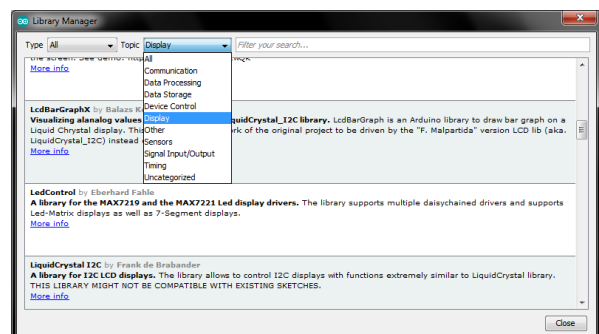 Library Manager
Type All Topic Display Filter your search...
All
Communication
Data Processing
Data Storage
Device Control
Display
Other
Sensors
Signal Input/Output
Timing
Uncategorized
the screen. See demo:
More info
LcdBarGraphX by Balazs
Visualizing alanalog values quidCrystal_I2C library. LcdBarGraph is an Arduino library to draw bar graph on a
Liquid Chrystal display. This rk of the original project to be driven by the "F. Malpartida" version LCD lib (aka.
LiquidCrystal_I2C) instead
More info
LedControl by Eberhard Fahle
A library for the MAX7219 and the MAX7221 Led display drivers. The library supports multiple daisychained drivers and supports
Led-Matrix displays as well as 7-Segment displays.
More info
LiquidCrystal I2C by Frank de Brabander
A library for I2C LCD displays. The library allows to control I2C displays with functions extremely similar to LiquidCrystal library.
THIS LIBRARY MIGHT NOT BE COMPATIBLE WITH EXISTING SKETCHES.
More info
Close